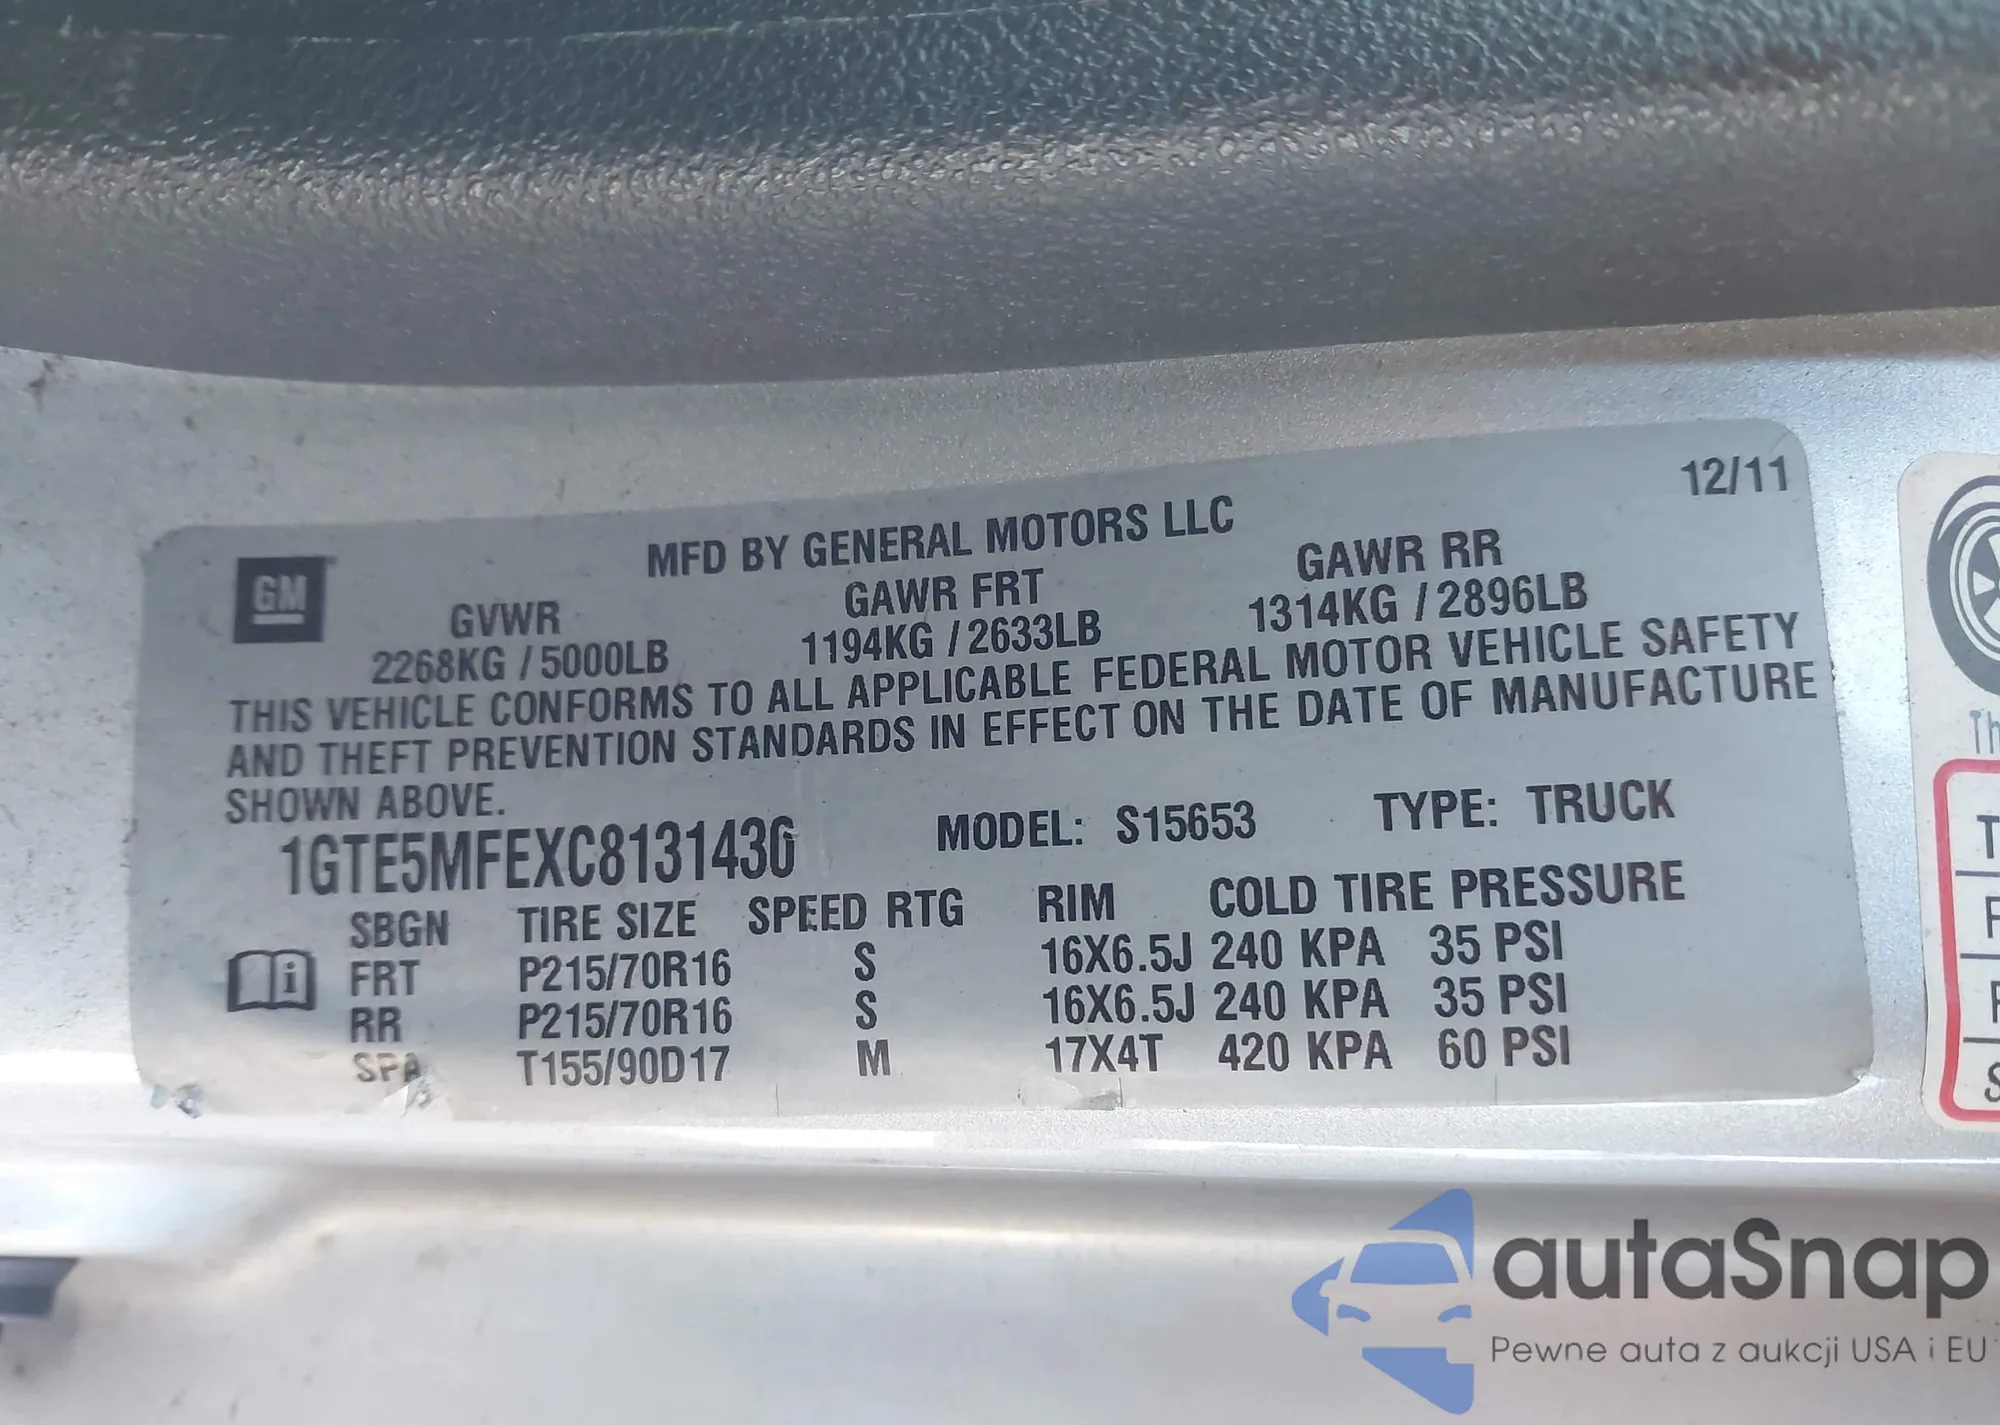 12/11
MFD BY GENERAL MOTORS LLC
GM
GVWR GAWR FRT GAWR RR
2268KG / 5000LB 1194KG / 2633LB 1314KG / 2896LB
THIS VEHICLE CONFORMS TO ALL APPLICABLE FEDERAL MOTOR VEHICLE SAFETY
AND THEFT PREVENTION STANDARDS IN EFFECT ON THE DATE OF MANUFACTURE
SHOWN ABOVE.
1GTE5MFEXC8131430 MODEL: S15653 TYPE: TRUCK
SBGN TIRE SIZE SPEED RTG RIM COLD TIRE PRESSURE
FRT P215/70R16 S 16X6.5J 240 KPA 35 PSI
RR P215/70R16 S 16X6.5J 240 KPA 35 PSI
SPA T155/90D17 M 17X4T 420 KPA 60 PSI
autaSnap
Pewne auta z aukcji USA i EU